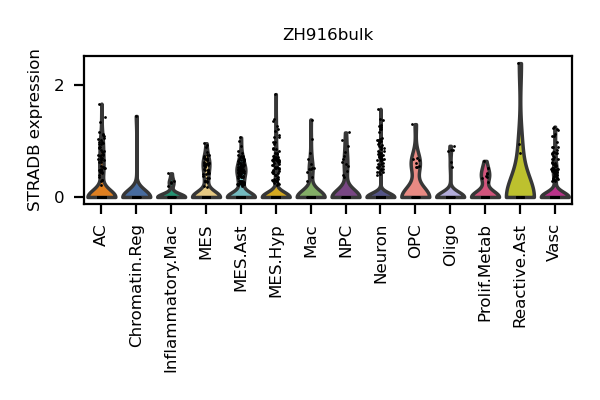 ZH916bulk
STRADB expression
2
0
AC
Chromatin.Reg
Inflammatory.Mac
MES
MES.Ast
MES.Hyp
Mac
NPC
Neuron
OPC
Oligo
Prolif.Metab
Reactive.Ast
Vasc